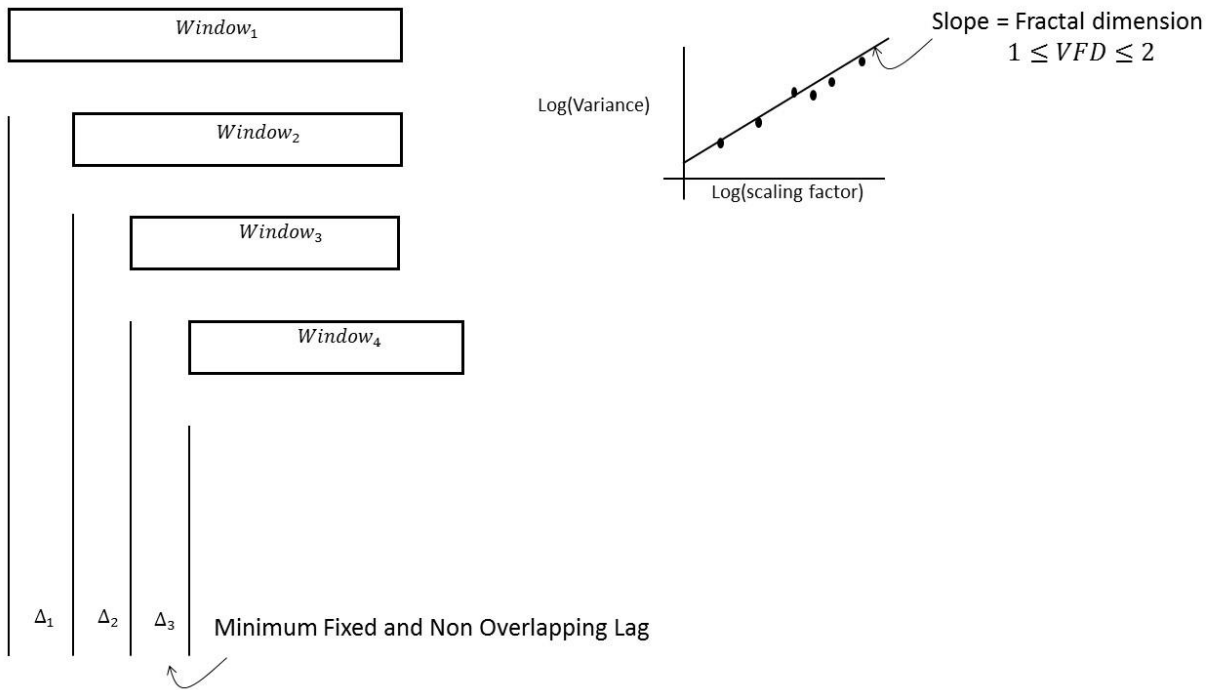 Window₁
Slope = Fractal dimension
1 ≤ VFD ≤ 2
Log(Variance)
Log(scaling factor)
Window₂
Window₃
Window₄
Δ₁ Δ₂ Δ₃
Minimum Fixed and Non Overlapping Lag